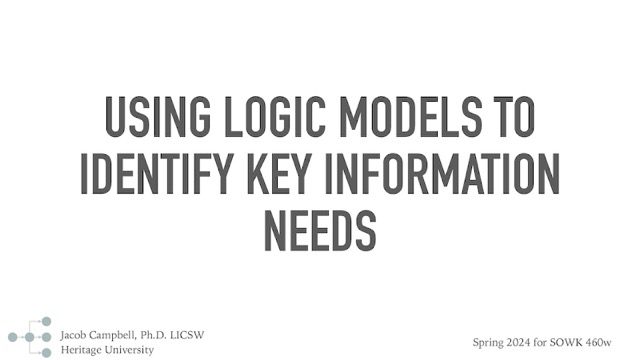 USING LOGIC MODELS TO
IDENTIFY KEY INFORMATION
NEEDS
Jacob Campbell, Ph.D. LICSW
Heritage University
Spring 2024 for SOWK 460w